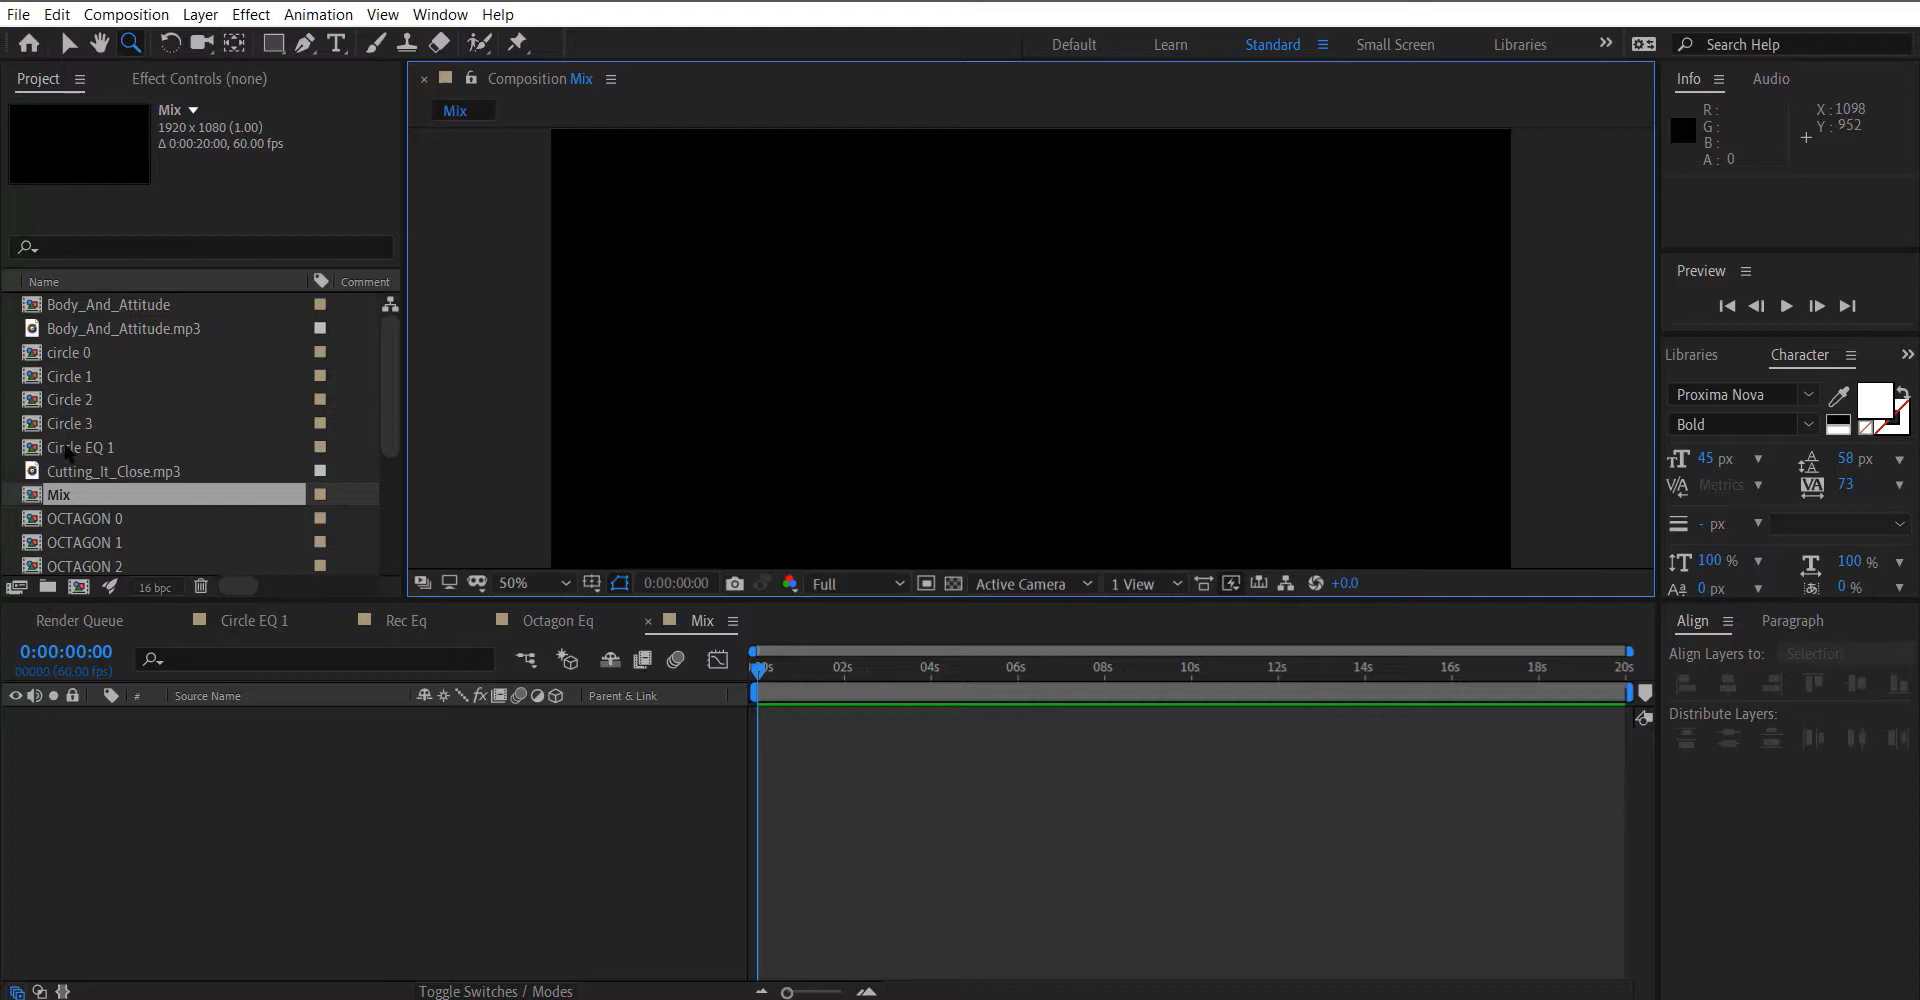 File Edit Composition Layer Effect Animation View Window Help
Default Learn Standard Small Screen Libraries Search Help
Project Effect Controls (none)
Mix
1920 x 1080 (1.00)
Δ 0:00:20:00, 60.00 fps
Name Comment
Body_And_Attitude
Body_And_Attitude.mp3
circle 0
Circle 1
Circle 2
Circle 3
Circle EQ 1
Cutting_It_Close.mp3
Mix
OCTAGON 0
OCTAGON 1
OCTAGON 2
16 bpc
Composition Mix
Mix
50% 0:00:00:00 Full Active Camera 1 View +0.0
Info Audio
R :
G :
B :
A : 0
X : 1098
Y : 952
Preview
Libraries Character
Proxima Nova
Bold
45 px 58 px
Metrics 73
- px
100 % 100 %
0 px 0 %
Render Queue Circle EQ 1 Rec Eq Octagon Eq Mix
0:00:00:00
00000 (60.00 fps)
00s 02s 04s 06s 08s 10s 12s 14s 16s 18s 20s
# Source Name Parent & Link
Toggle Switches / Modes
Align Paragraph
Align Layers to: Selection
Distribute Layers: